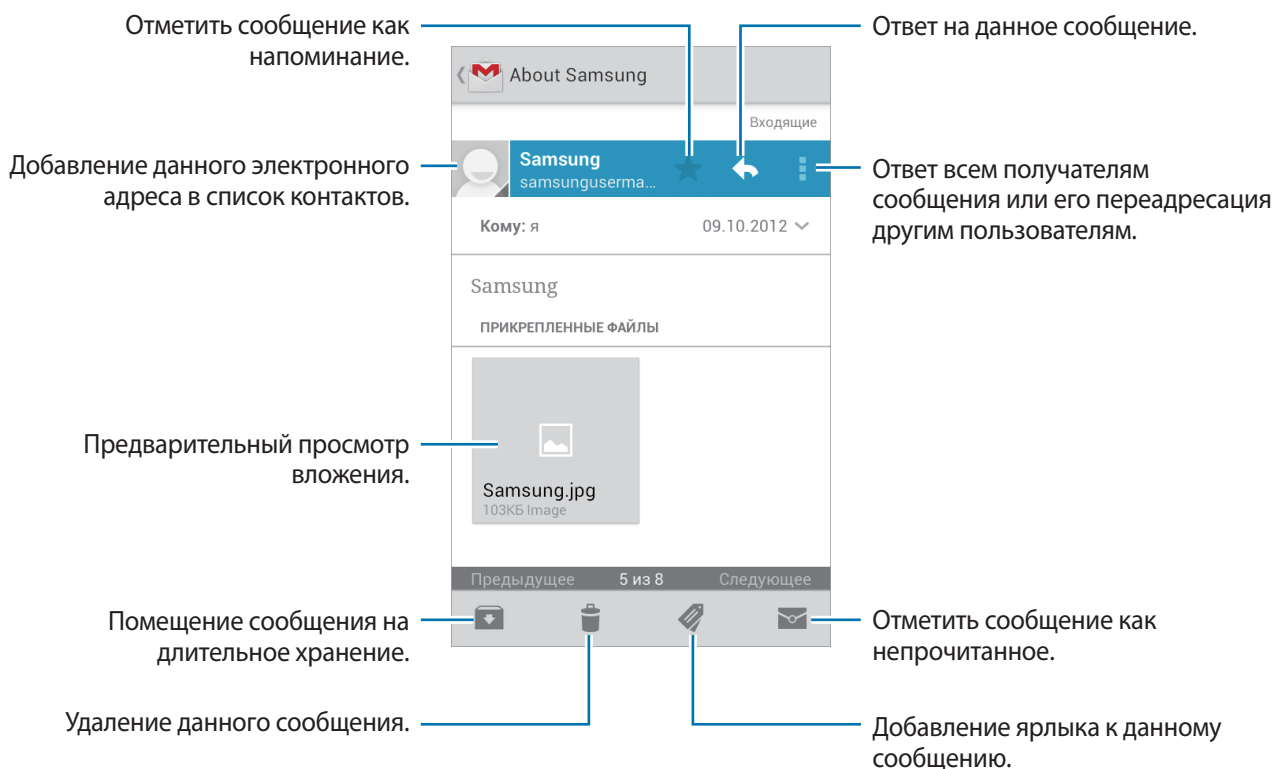 Отметить сообщение как
напоминание.
Ответ на данное сообщение.
About Samsung
Входящие
Добавление данного электронного
адреса в список контактов.
Samsung
samsunguserma...
Ответ всем получателям
сообщения или его переадресация
другим пользователям.
Кому: я
09.10.2012
Samsung
ПРИКРЕПЛЕННЫЕ ФАЙЛЫ
Предварительный просмотр
вложения.
Samsung.jpg
103КБ Image
Предыдущее 5 из 8 Следующее
Помещение сообщения на
длительное хранение.
Отметить сообщение как
непрочитанное.
Удаление данного сообщения.
Добавление ярлыка к данному
сообщению.